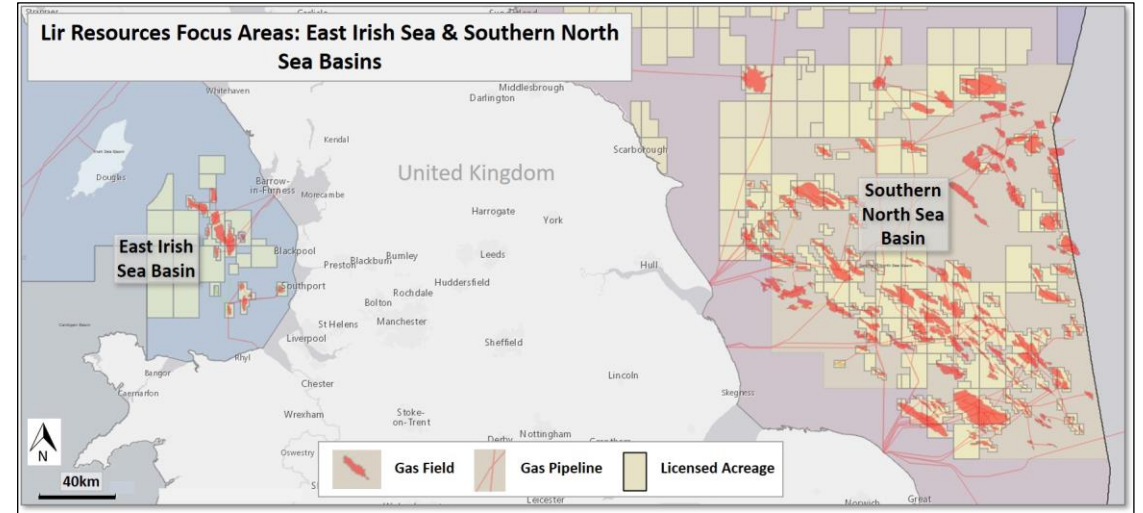 Lir Resources Focus Areas: East Irish Sea & Southern North
Sea Basins
Whitehaven
Middlesbrough
Darlington
Kendal
Scarborough
Douglas
United Kingdom
Barrow-
in-Furness
Morecambe
Southern
North Sea
Basin
Harrogate
York
East Irish
Sea Basin
Blackpool
Preston
Blackburn
Burnley
Leeds
Hull
Huddersfield
Southport
Rochdale
Bolton
St Helens
Manchester
Liverpool
Sheffield
Rhyl
Bangor
Chester
Lincoln
Caernarfon
Skegness
Wrexham
Stoke-
on-Trent
Nottingham
Derby
Oswestry
N
40km
Gas Field
Gas Pipeline
Licensed Acreage
Leicester
Norwich
Great